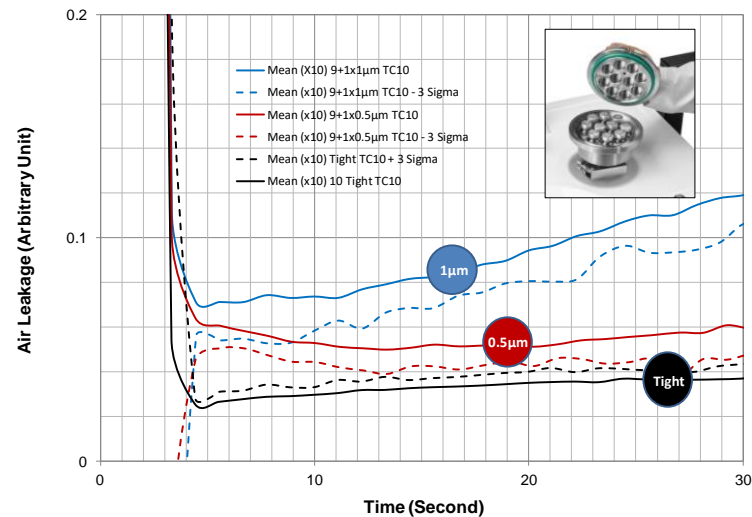 0.2
Mean (X10) 9+1x1µm TC10
Mean (x10) 9+1x1µm TC10 - 3 Sigma
Mean (x10) 9+1x0.5µm TC10
Mean (x10) 9+1x0.5µm TC10 - 3 Sigma
Mean (x10) Tight TC10 + 3 Sigma
Mean (x10) 10 Tight TC10
Air Leakage (Arbitrary Unit)
0.1
1µm
0.5µm
Tight
0
0 10 20 30
Time (Second)